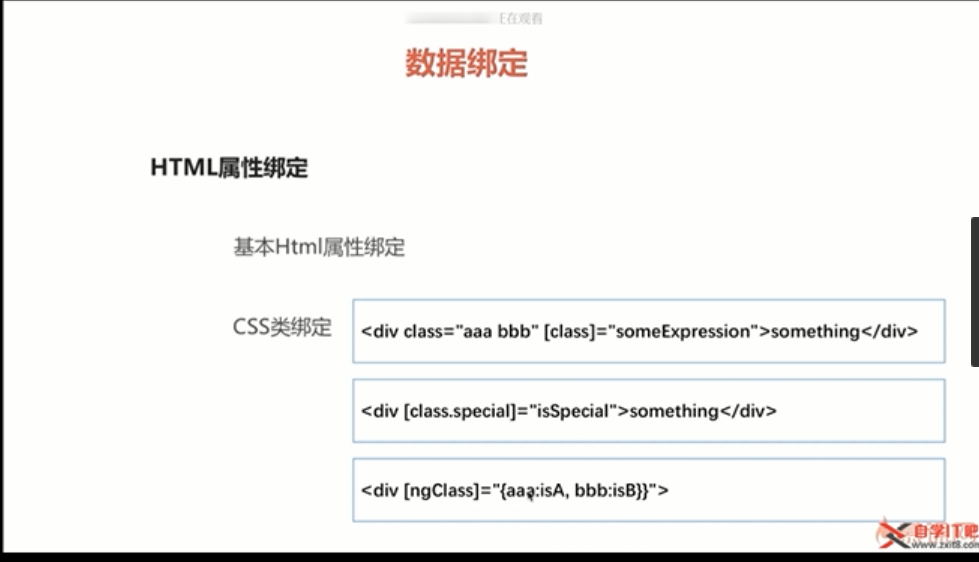 E在观看
数据绑定
HTML属性绑定
基本Html属性绑定
CSS类绑定
<div class="aaa bbb" [class]="someExpression">something</div>
<div [class.special]="isSpecial">something</div>
<div [ngClass]="{aaa:isA, bbb:isB}}">
自学IT吧
www.zxit8.com